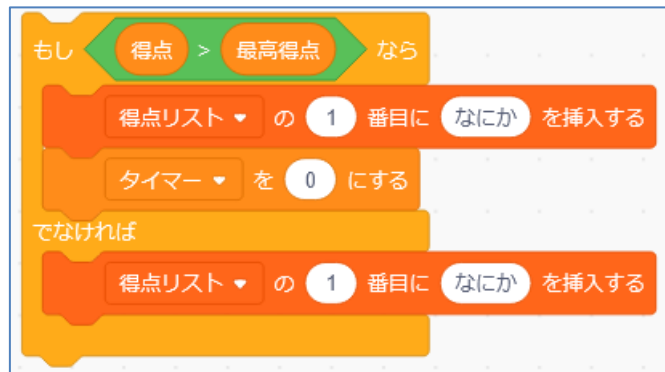 もし 得点 > 最高得点 なら
得点リスト の 1 番目に なにか を挿入する
タイマー を 0 にする
でなければ
得点リスト の 1 番目に なにか を挿入する